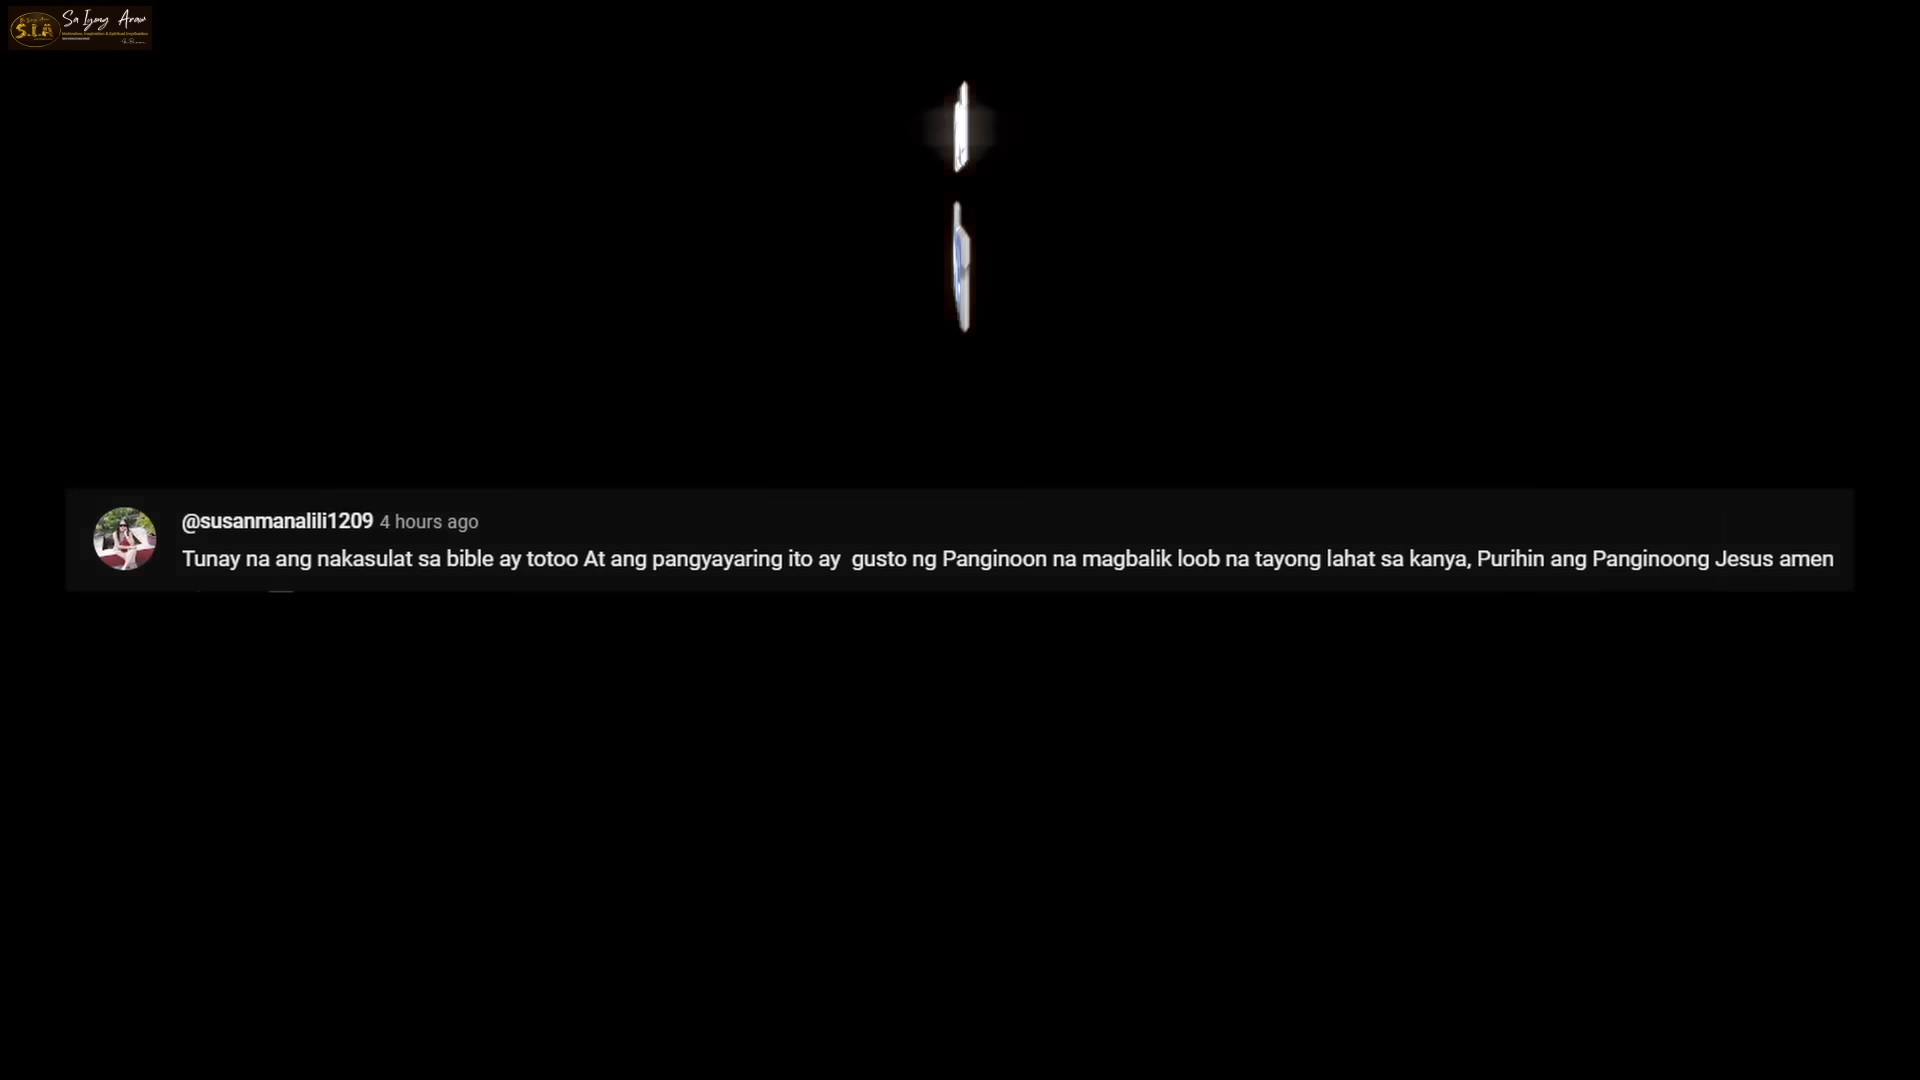 Sa Iyong Araw
S.I.A
@susanmanalili1209 4 hours ago
Tunay na ang nakasulat sa bible ay totoo At ang pangyayaring ito ay  gusto ng Panginoon na magbalik loob na tayong lahat sa kanya, Purihin ang Panginoong Jesus amen